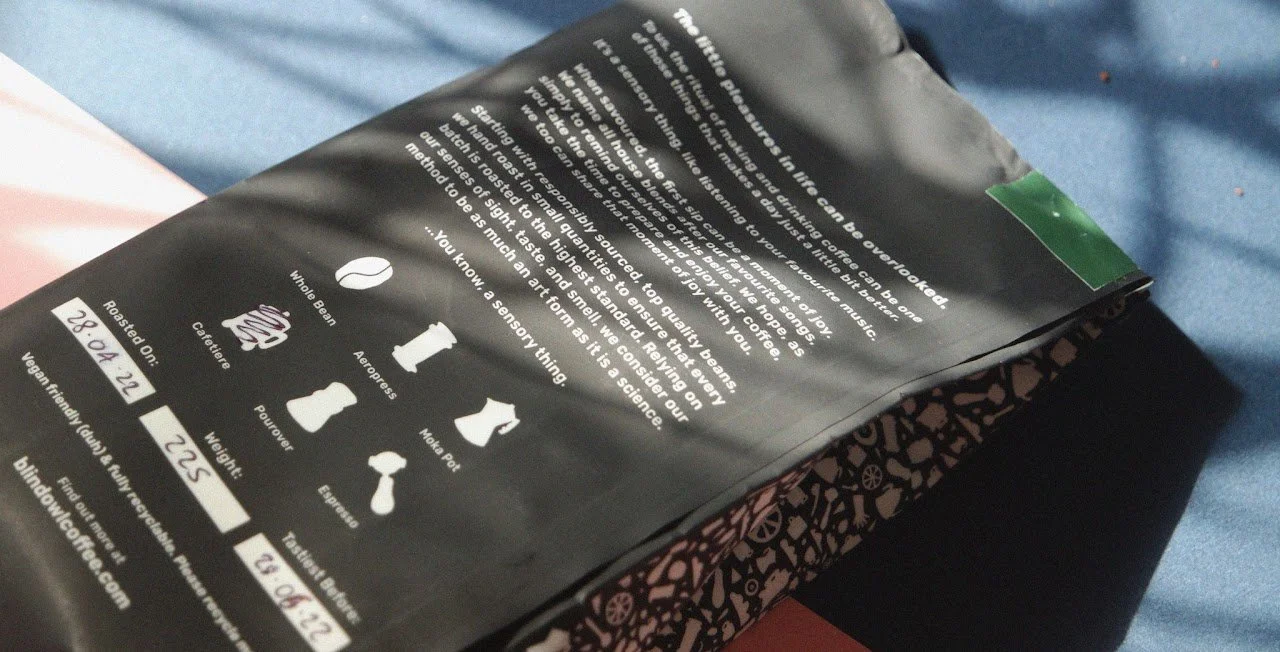 The little pleasures in life can be overlooked.
To us, the ritual of making and drinking coffee can be one
of those things that makes a day just a little bit better.
It's a sensory thing, like listening to your favourite music.
When savoured, the first sip can be a moment of joy.
We name all house blends after our favourite songs,
simply to remind ourselves of this belief. We hope, as
you take the time to prepare and enjoy your coffee,
we too can share that moment of joy with you.
Starting with responsibly sourced, top quality beans,
we hand roast in small quantities to ensure that every
batch is roasted to the highest standard. Relying on
our senses of sight, taste, and smell, we consider our
method to be as much an art form as it is a science.
...You know, a sensory thing.
Whole Bean
Cafetiere
Aeropress
Pourover
Moka Pot
Espresso
Roasted On:
28.04.22
Weight:
225
Tastiest Before:
29.06.22
Vegan friendly (duh) & fully recyclable. Please recycle
Find out more at
blindowlcoffee.com